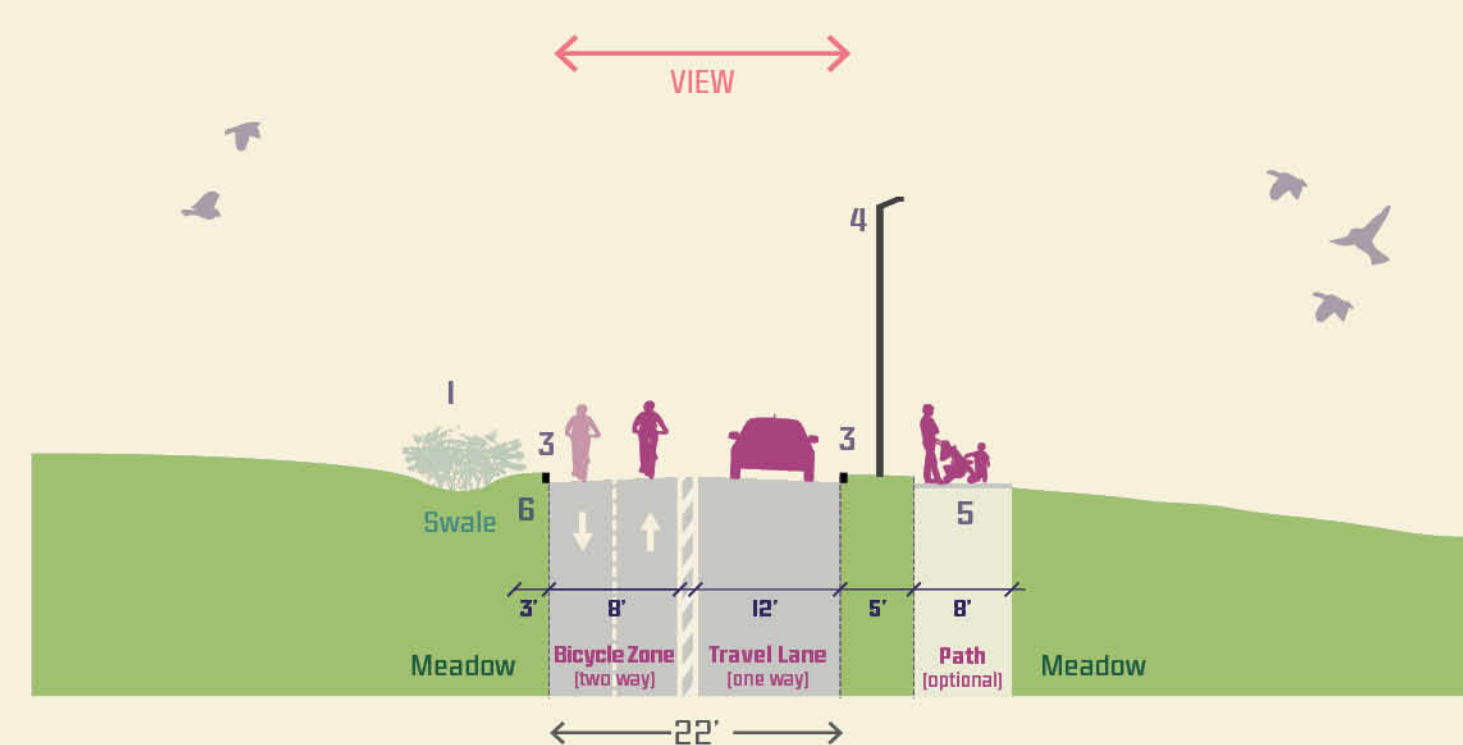 VIEW
4
1
3
3
6
Swale
5
3'
8'
12'
5'
8'
Meadow
Bicycle Zone
(two way)
Travel Lane
(one way)
Path
(optional)
Meadow
22'